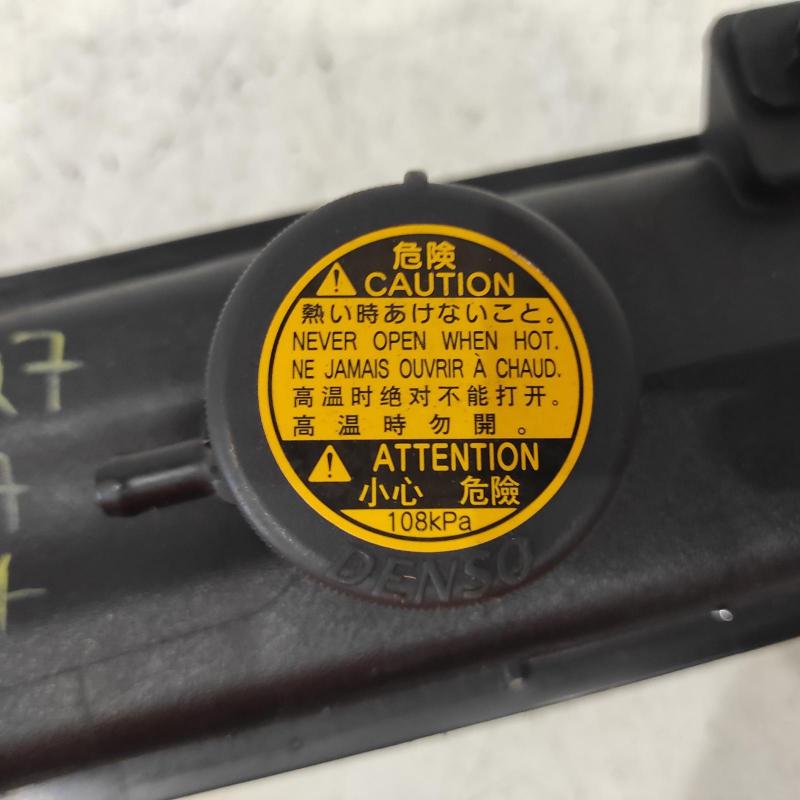 危険
CAUTION
熱い時あけないこと。
NEVER OPEN WHEN HOT.
NE JAMAIS OUVRIR À CHAUD.
高温时绝对不能打开。
高温時勿開。
ATTENTION
小心 危險
108kPa
DENSO
7